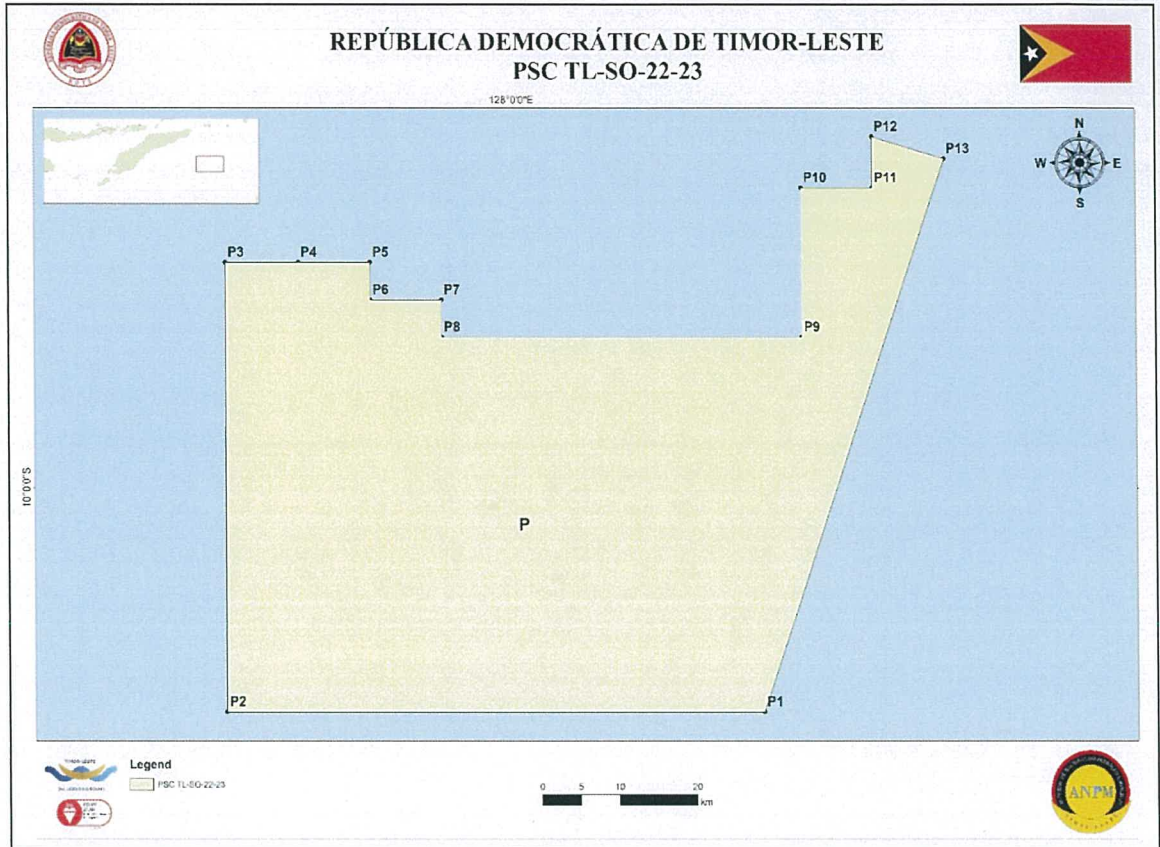 REPÚBLICA DEMOCRÁTICA DE TIMOR-LESTE
PSC TL-SO-22-23
128°0'0"E
P12
N
P13
W
E
P10
P11
S
P3
P4
P5
P6
P7
P8
P9
10°0'0"S
P
P2
P1
Legend
PSC TL-SO-22-23
0
5
10
20
km
TIMOR-LESTE
ANPM